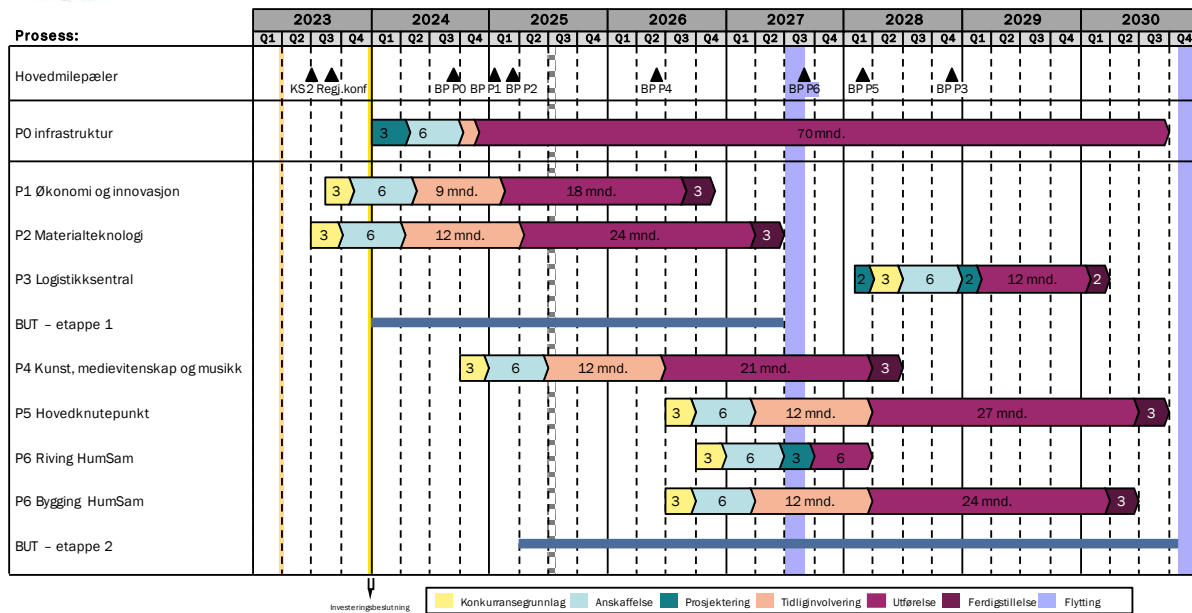 2023 2024 2025 2026 2027 2028 2029 2030
Prosess: Q1 Q2 Q3 Q4 Q1 Q2 Q3 Q4 Q1 Q2 Q3 Q4 Q1 Q2 Q3 Q4 Q1 Q2 Q3 Q4 Q1 Q2 Q3 Q4 Q1 Q2 Q3 Q4 Q1 Q2 Q3 Q4
Hovedmilepæler
KS2 Regj.konf BP P0 BP P1 BP P2 BP P4 BP P6 BP P5 BP P3
P0 infrastruktur 3 6 70 mnd.
P1 Økonomi og innovasjon 3 6 9 mnd. 18 mnd. 3
P2 Materialteknologi 3 6 12 mnd. 24 mnd. 3
P3 Logistikksentral 2 3 6 2 12 mnd. 2
BUT – etappe 1
P4 Kunst, medievitenskap og musikk 3 6 12 mnd. 21 mnd. 3
P5 Hovedknutepunkt 3 6 12 mnd. 27 mnd. 3
P6 Riving HumSam 3 6 3 6
P6 Bygging HumSam 3 6 12 mnd. 24 mnd. 3
BUT – etappe 2
Investeringsbeslutning
Konkurransegrunnlag Anskaffelse Prosjektering Tidliginvolvering Utførelse Ferdigstillelse Flytting